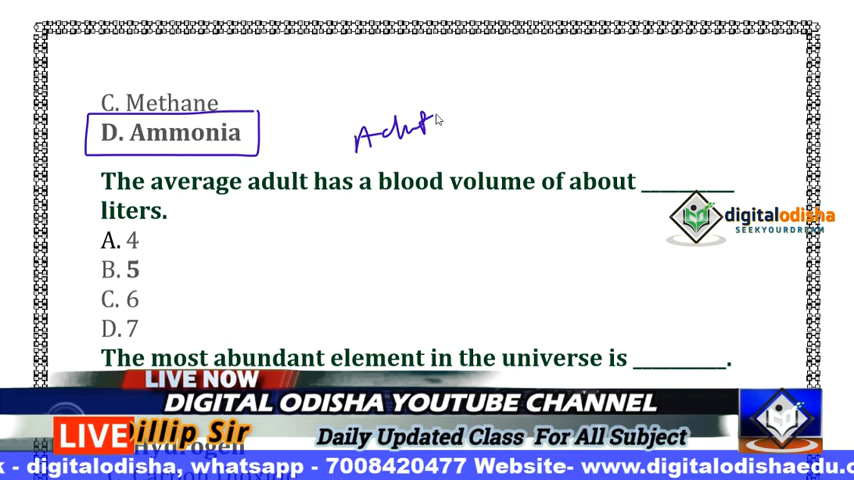 C. Methane
D. Ammonia
The average adult has a blood volume of about __________
liters.
digitalodisha
SEEKYOURDREAM
A. 4
B. 5
C. 6
D. 7
The most abundant element in the universe is __________.
LIVE NOW
DIGITAL ODISHA YOUTUBE CHANNEL
LIVE
Dillip Sir
Daily Updated Class For All Subject
Hydrogen
k - digitalodisha, whatsapp - 7008420477 Website- www.digitalodishaedu.c